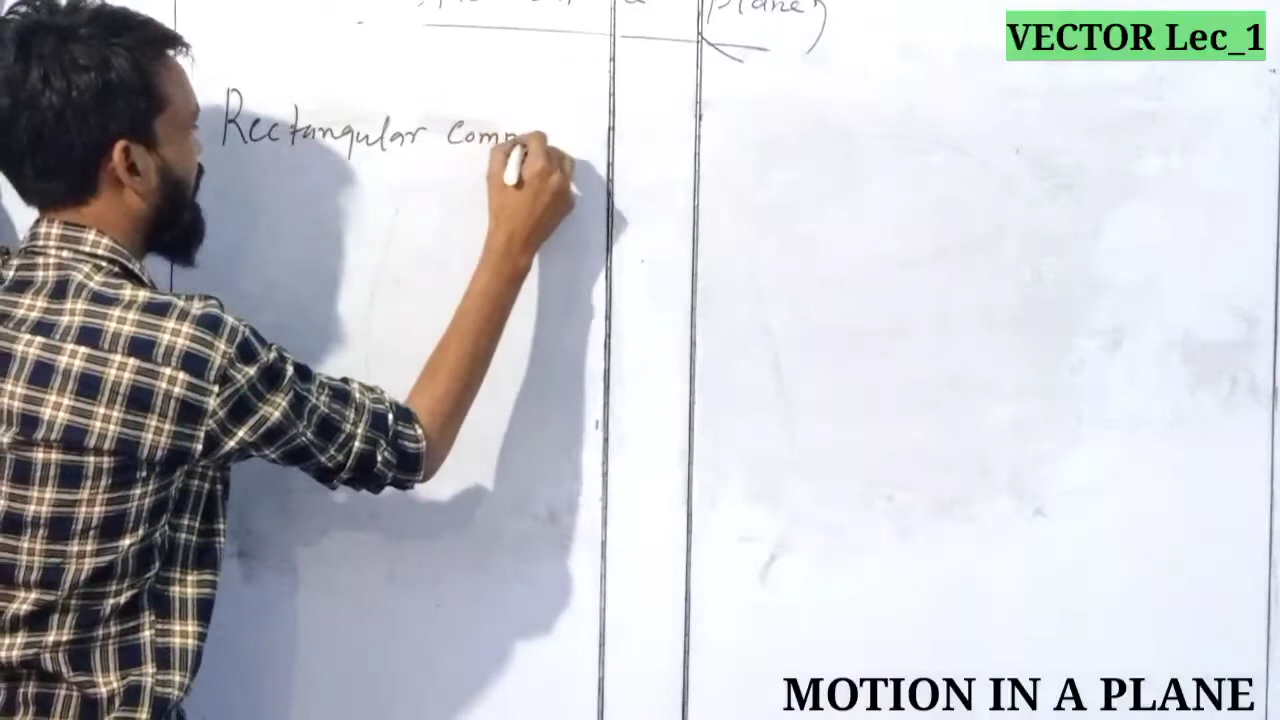 plane)
VECTOR Lec_1
Rectangular comp
MOTION IN A PLANE